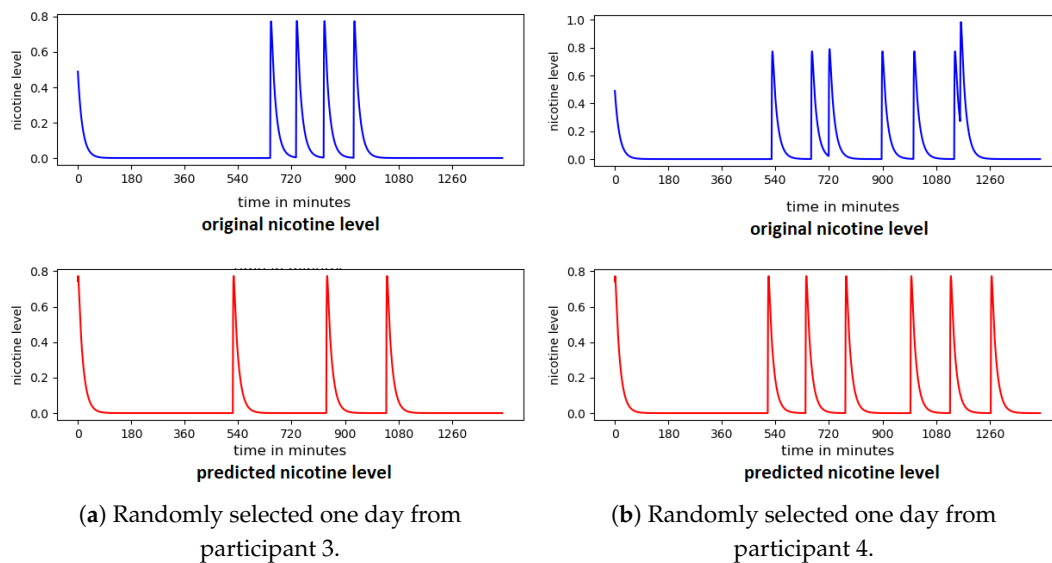 nicotine level
0.8
0.6
0.4
0.2
0.0
0 180 360 540 720 900 1080 1260
time in minutes
original nicotine level
nicotine level
1.0
0.8
0.6
0.4
0.2
0.0
0 180 360 540 720 900 1080 1260
time in minutes
original nicotine level
nicotine level
0.8
0.6
0.4
0.2
0.0
0 180 360 540 720 900 1080 1260
time in minutes
predicted nicotine level
nicotine level
0.8
0.6
0.4
0.2
0.0
0 180 360 540 720 900 1080 1260
time in minutes
predicted nicotine level
(a) Randomly selected one day from
participant 3.
(b) Randomly selected one day from
participant 4.